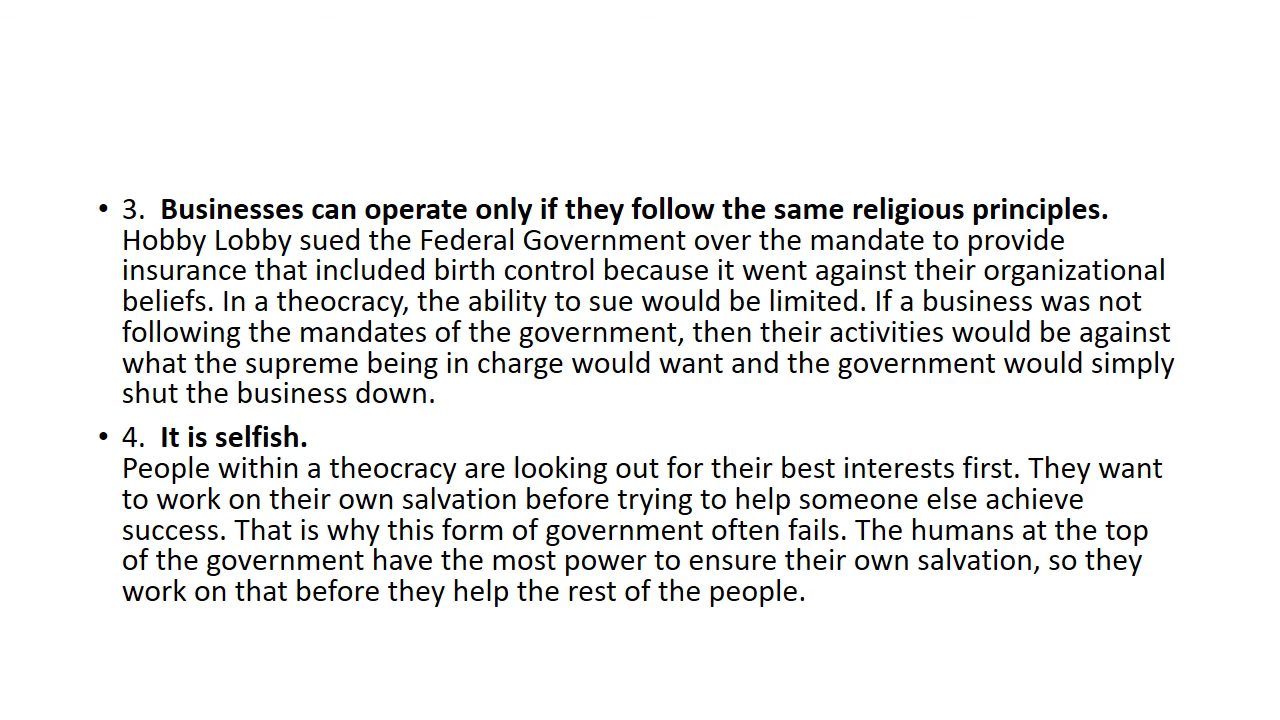 • 3. Businesses can operate only if they follow the same religious principles.
Hobby Lobby sued the Federal Government over the mandate to provide
insurance that included birth control because it went against their organizational
beliefs. In a theocracy, the ability to sue would be limited. If a business was not
following the mandates of the government, then their activities would be against
what the supreme being in charge would want and the government would simply
shut the business down.
• 4. It is selfish.
People within a theocracy are looking out for their best interests first. They want
to work on their own salvation before trying to help someone else achieve
success. That is why this form of government often fails. The humans at the top
of the government have the most power to ensure their own salvation, so they
work on that before they help the rest of the people.